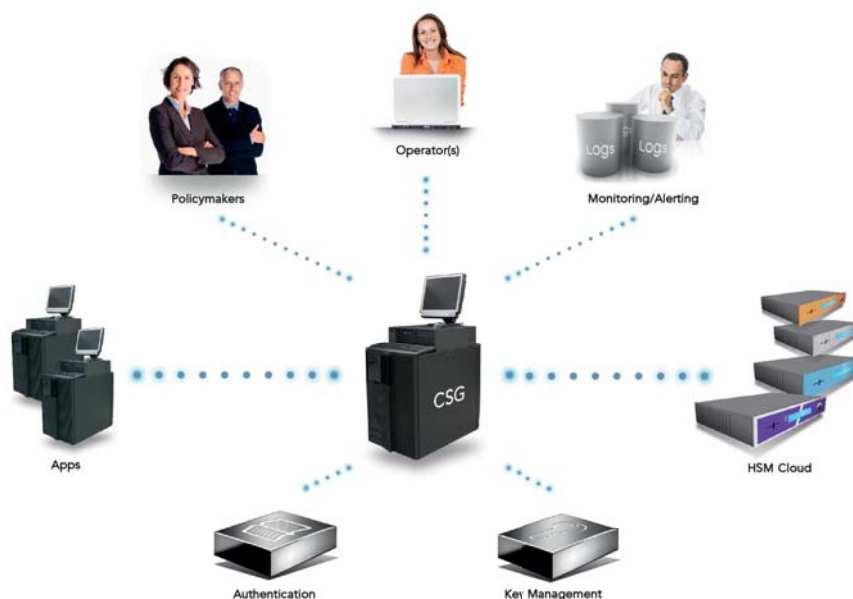 Operator(s)
Logs
Logs
Policymakers
Monitoring/Alerting
CSG
Apps
HSM Cloud
Authentication
Key Management